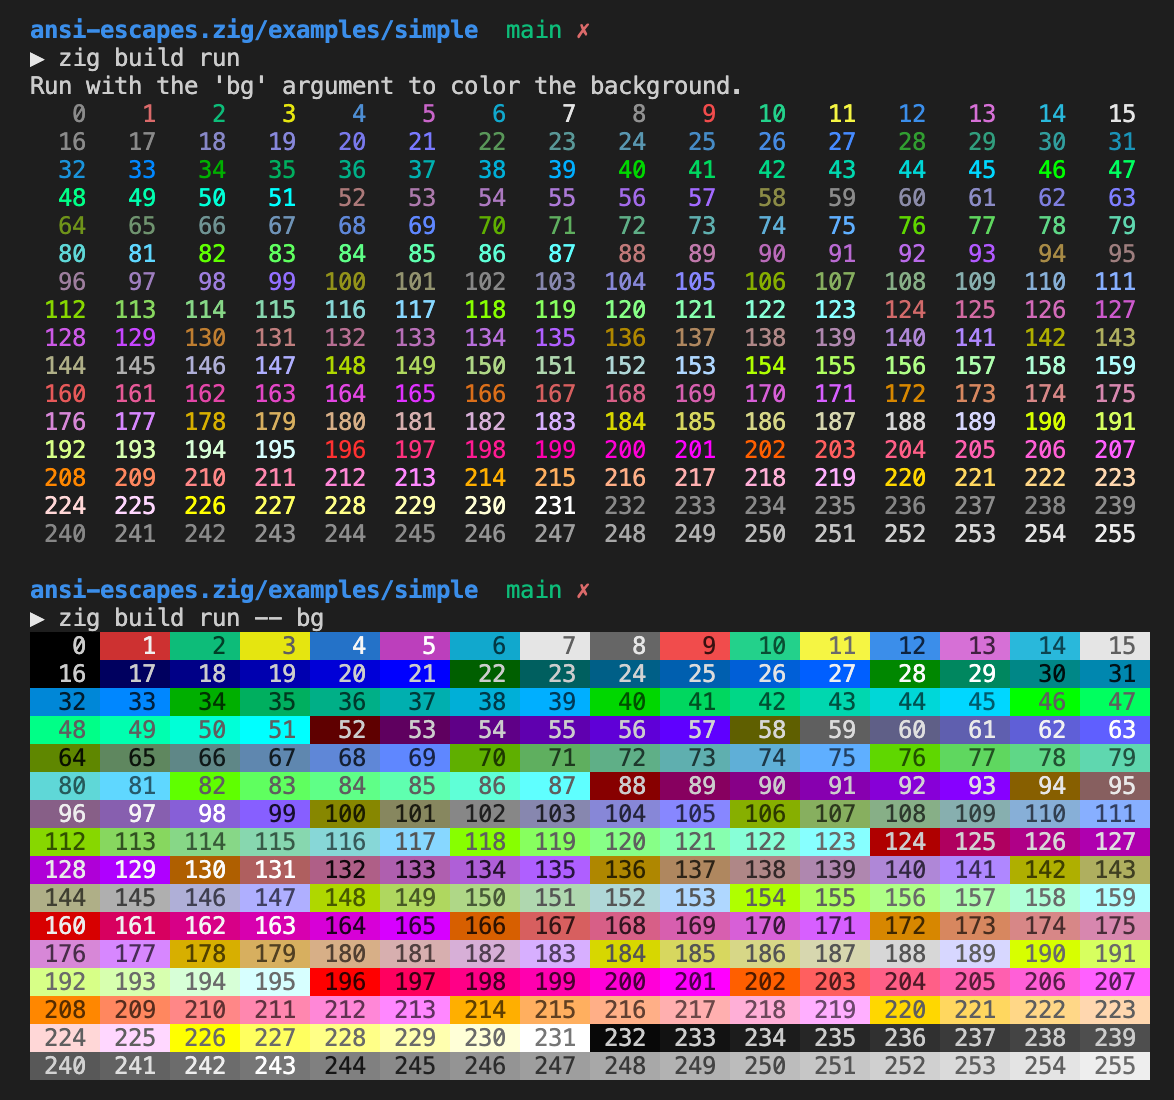 ansi-escapes.zig/examples/simple main ✗
▶ zig build run
Run with the 'bg' argument to color the background.
0 1 2 3 4 5 6 7 8 9 10 11 12 13 14 15
16 17 18 19 20 21 22 23 24 25 26 27 28 29 30 31
32 33 34 35 36 37 38 39 40 41 42 43 44 45 46 47
48 49 50 51 52 53 54 55 56 57 58 59 60 61 62 63
64 65 66 67 68 69 70 71 72 73 74 75 76 77 78 79
80 81 82 83 84 85 86 87 88 89 90 91 92 93 94 95
96 97 98 99 100 101 102 103 104 105 106 107 108 109 110 111
112 113 114 115 116 117 118 119 120 121 122 123 124 125 126 127
128 129 130 131 132 133 134 135 136 137 138 139 140 141 142 143
144 145 146 147 148 149 150 151 152 153 154 155 156 157 158 159
160 161 162 163 164 165 166 167 168 169 170 171 172 173 174 175
176 177 178 179 180 181 182 183 184 185 186 187 188 189 190 191
192 193 194 195 196 197 198 199 200 201 202 203 204 205 206 207
208 209 210 211 212 213 214 215 216 217 218 219 220 221 222 223
224 225 226 227 228 229 230 231 232 233 234 235 236 237 238 239
240 241 242 243 244 245 246 247 248 249 250 251 252 253 254 255
ansi-escapes.zig/examples/simple main ✗
▶ zig build run -- bg
0 1 2 3 4 5 6 7 8 9 10 11 12 13 14 15
16 17 18 19 20 21 22 23 24 25 26 27 28 29 30 31
32 33 34 35 36 37 38 39 40 41 42 43 44 45 46 47
48 49 50 51 52 53 54 55 56 57 58 59 60 61 62 63
64 65 66 67 68 69 70 71 72 73 74 75 76 77 78 79
80 81 82 83 84 85 86 87 88 89 90 91 92 93 94 95
96 97 98 99 100 101 102 103 104 105 106 107 108 109 110 111
112 113 114 115 116 117 118 119 120 121 122 123 124 125 126 127
128 129 130 131 132 133 134 135 136 137 138 139 140 141 142 143
144 145 146 147 148 149 150 151 152 153 154 155 156 157 158 159
160 161 162 163 164 165 166 167 168 169 170 171 172 173 174 175
176 177 178 179 180 181 182 183 184 185 186 187 188 189 190 191
192 193 194 195 196 197 198 199 200 201 202 203 204 205 206 207
208 209 210 211 212 213 214 215 216 217 218 219 220 221 222 223
224 225 226 227 228 229 230 231 232 233 234 235 236 237 238 239
240 241 242 243 244 245 246 247 248 249 250 251 252 253 254 255